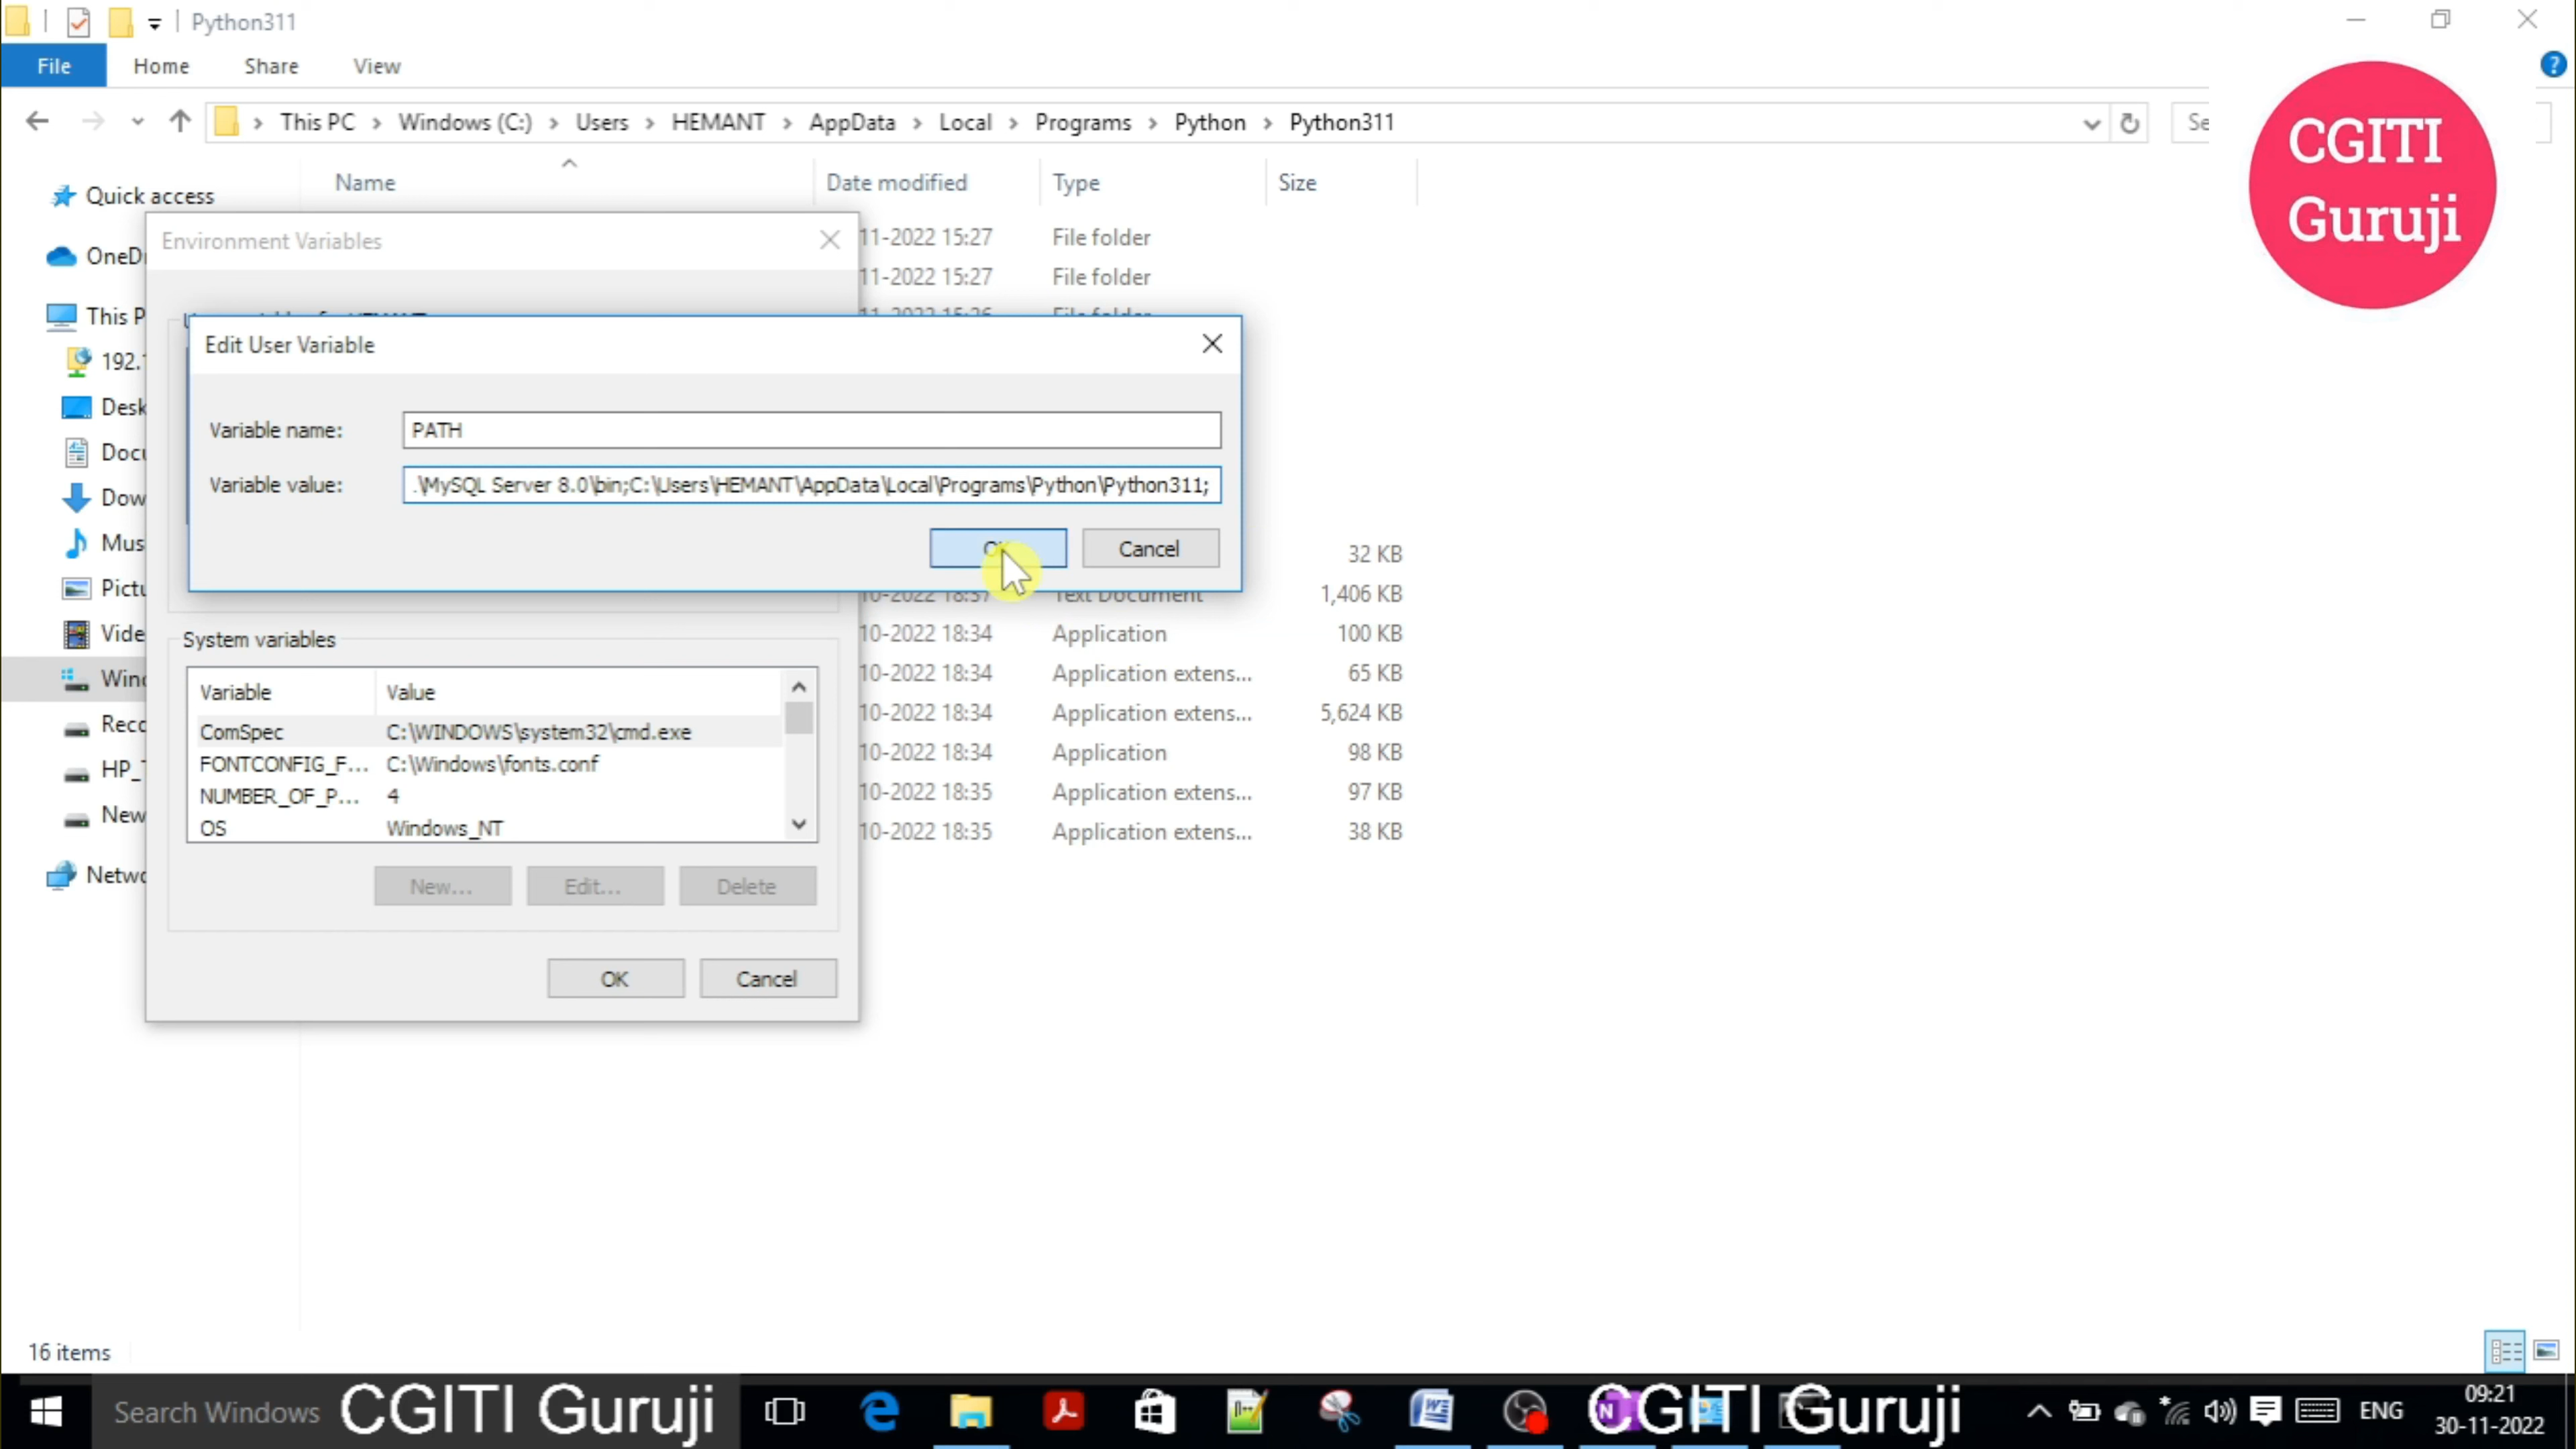 Python311
File Home Share View
This PC Windows (C:) Users HEMANT AppData Local Programs Python Python311
CGITI
Guruji
Name Date modified Type Size
Quick access
Environment Variables
11-2022 15:27 File folder
11-2022 15:27 File folder
Edit User Variable
Variable name: PATH
Variable value: .\MySQL Server 8.0\bin;C:\Users\HEMANT\AppData\Local\Programs\Python\Python311;
Cancel
32 KB
Text Document 1,406 KB
10-2022 18:34 Application 100 KB
10-2022 18:34 Application extens... 65 KB
10-2022 18:34 Application extens... 5,624 KB
10-2022 18:34 Application 98 KB
10-2022 18:35 Application extens... 97 KB
10-2022 18:35 Application extens... 38 KB
System variables
Variable Value
ComSpec C:\WINDOWS\system32\cmd.exe
FONTCONFIG_F... C:\Windows\fonts.conf
NUMBER_OF_P... 4
OS Windows_NT
New... Edit... Delete
OK Cancel
16 items
Search Windows CGITI Guruji CGITI Guruji ENG 09:21
30-11-2022